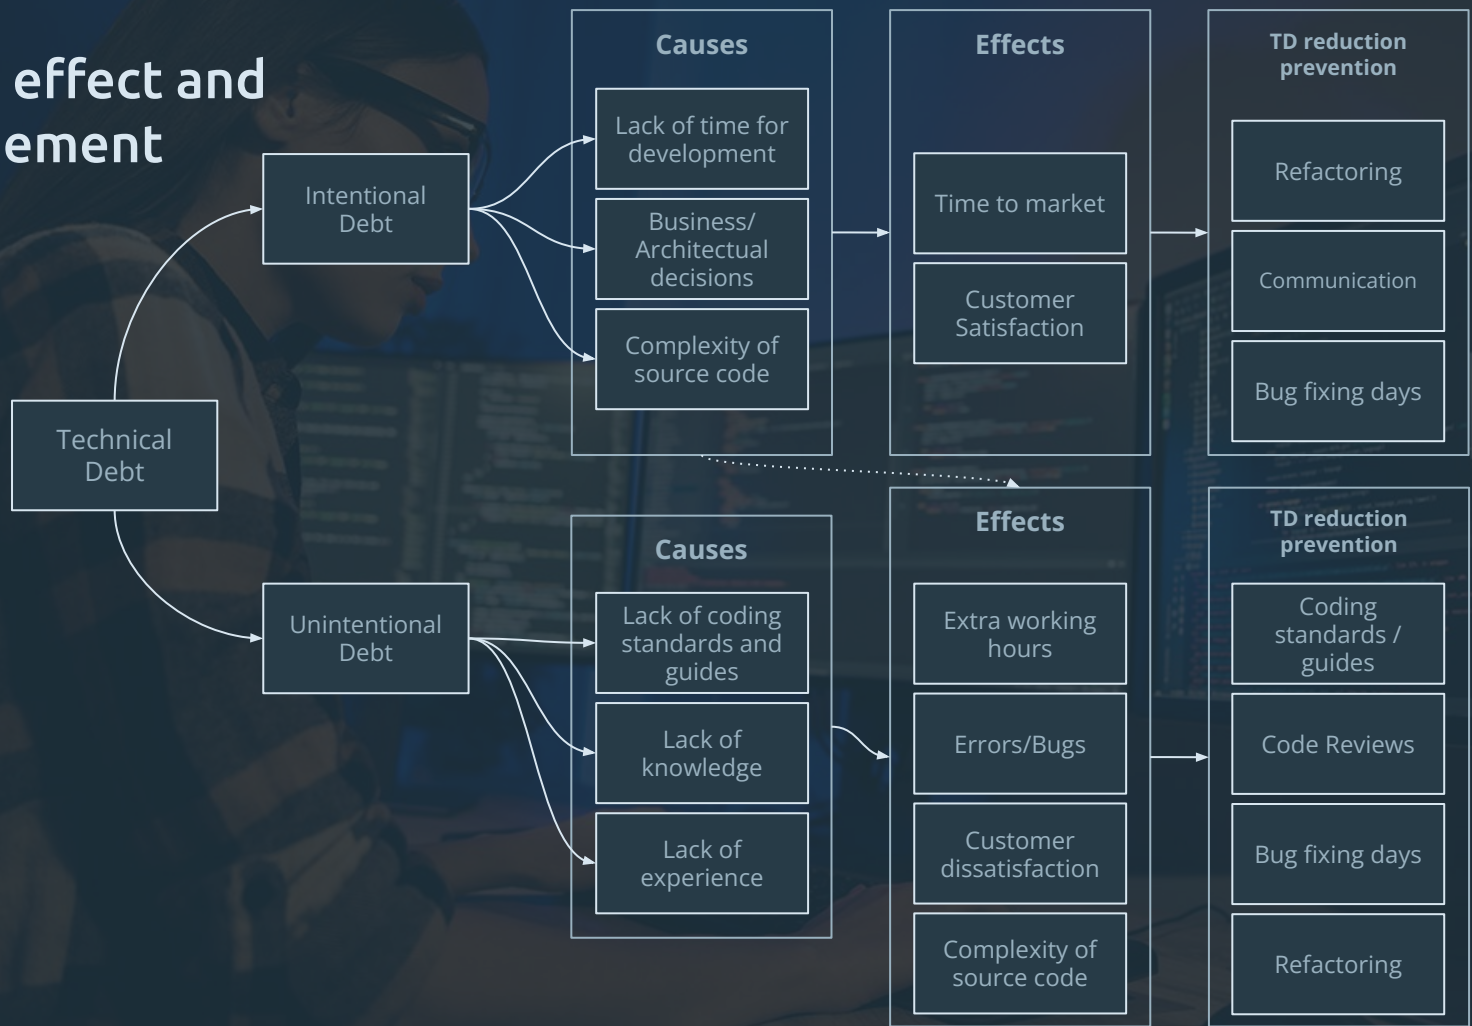 effect and
ement
Technical
Debt
Intentional
Debt
Unintentional
Debt
Causes
Lack of time for
development
Business/
Architectual
decisions
Complexity of
source code
Effects
Time to market
Customer
Satisfaction
TD reduction
prevention
Refactoring
Communication
Bug fixing days
Causes
Lack of coding
standards and
guides
Lack of
knowledge
Lack of
experience
Effects
Extra working
hours
Errors/Bugs
Customer
dissatisfaction
Complexity of
source code
TD reduction
prevention
Coding
standards /
guides
Code Reviews
Bug fixing days
Refactoring